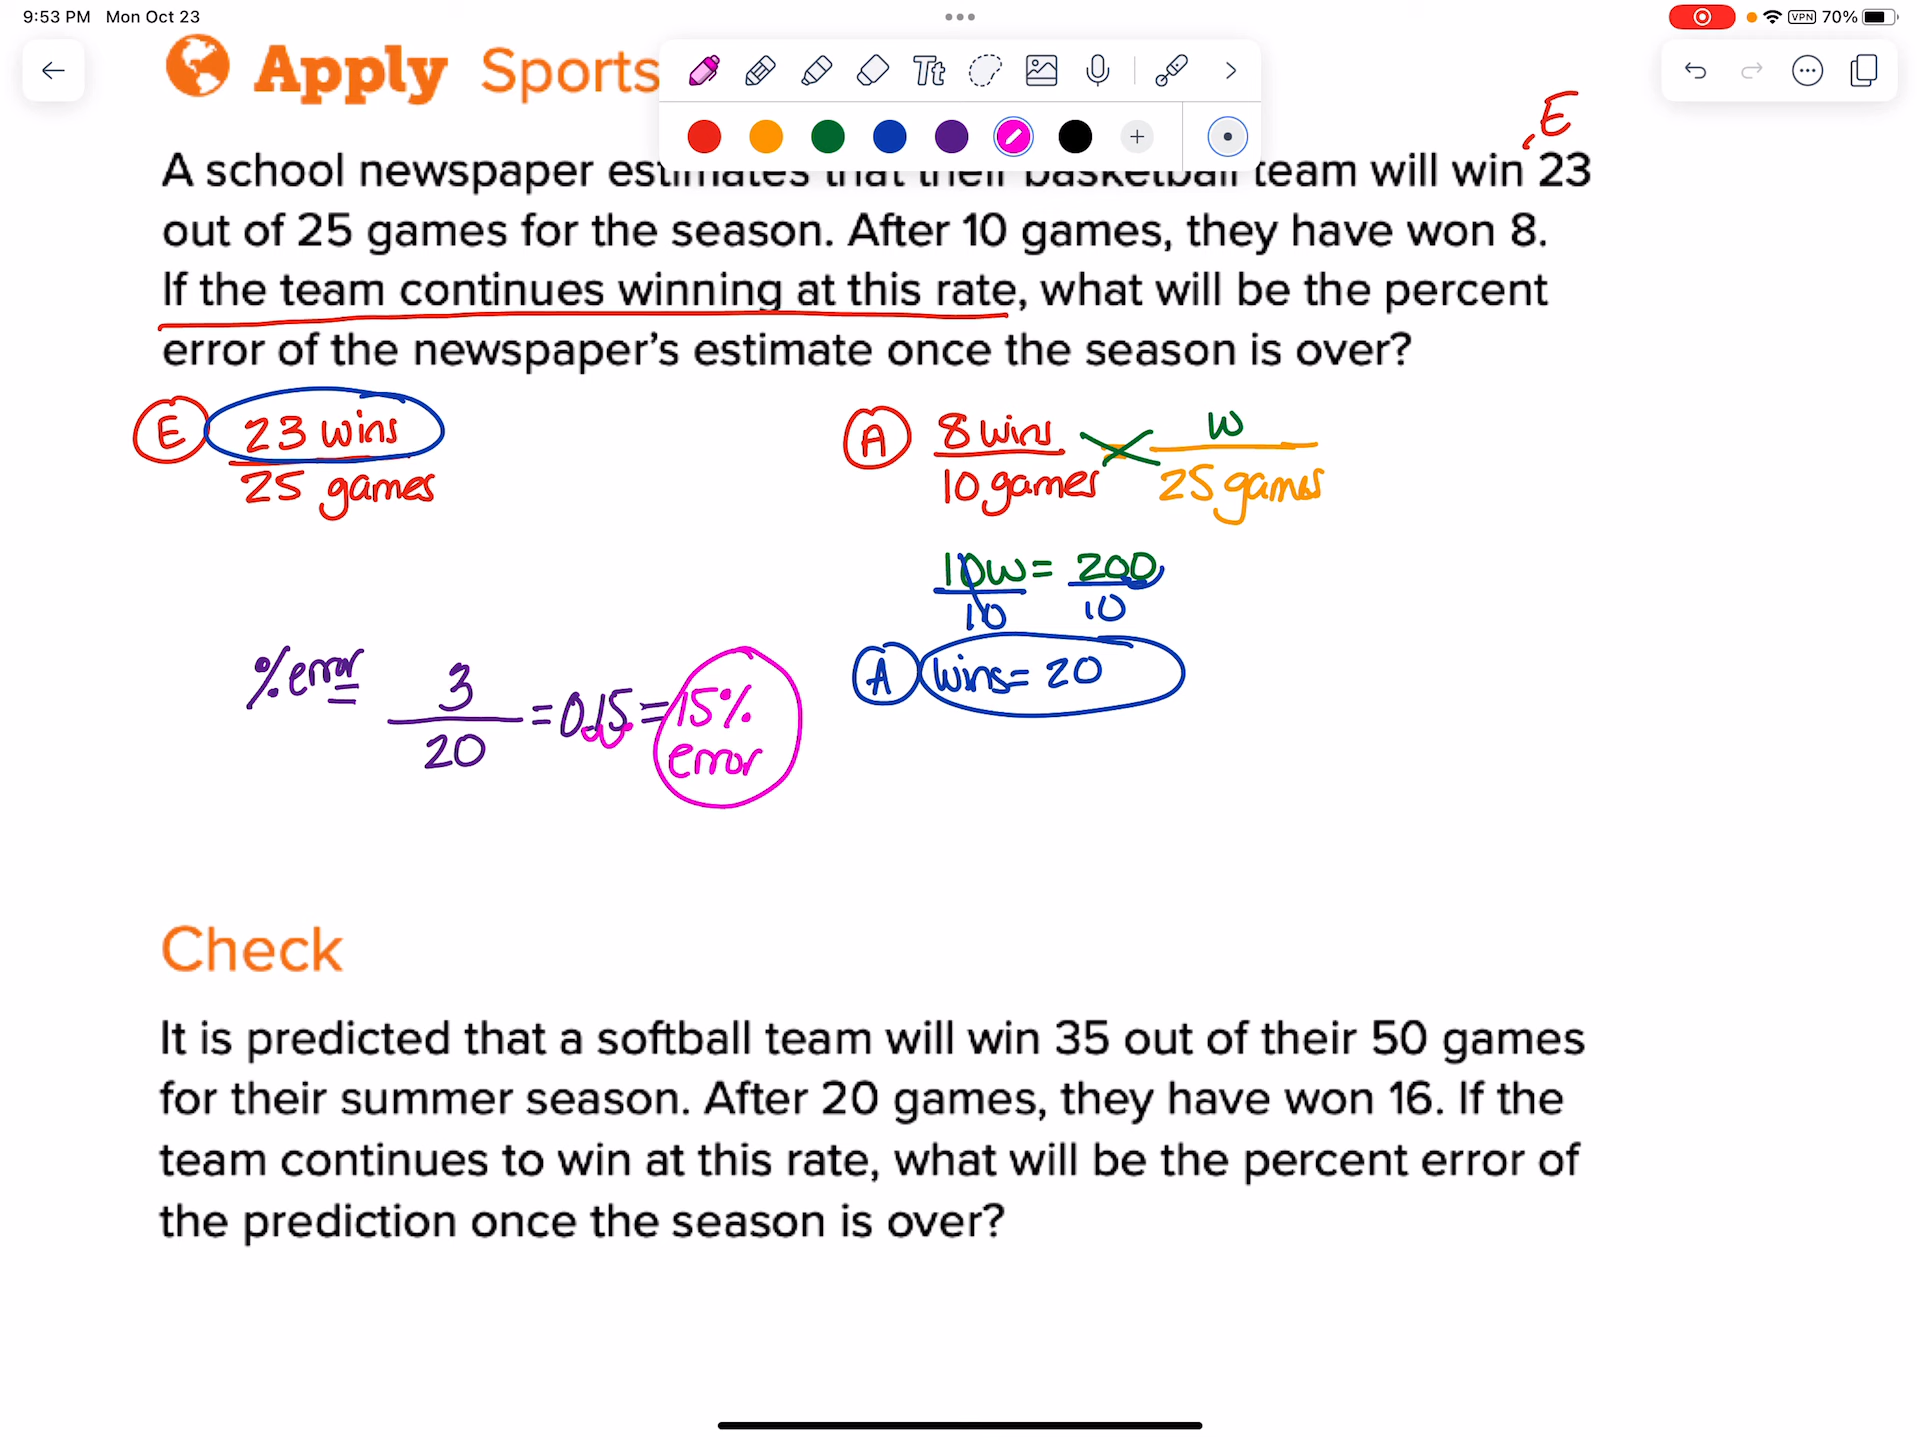 9:53 PM Mon Oct 23
VPN 70%
Apply Sports
Tt
E
A school newspaper estimates that their basketball team will win 23
out of 25 games for the season. After 10 games, they have won 8.
If the team continues winning at this rate, what will be the percent
error of the newspaper's estimate once the season is over?
E 23 wins
25 games
A 8 wins = W
10 games 25 games
10w = 200
10 10
A wins = 20
% error 3 = 0.15 = 15%
20 error
Check
It is predicted that a softball team will win 35 out of their 50 games
for their summer season. After 20 games, they have won 16. If the
team continues to win at this rate, what will be the percent error of
the prediction once the season is over?